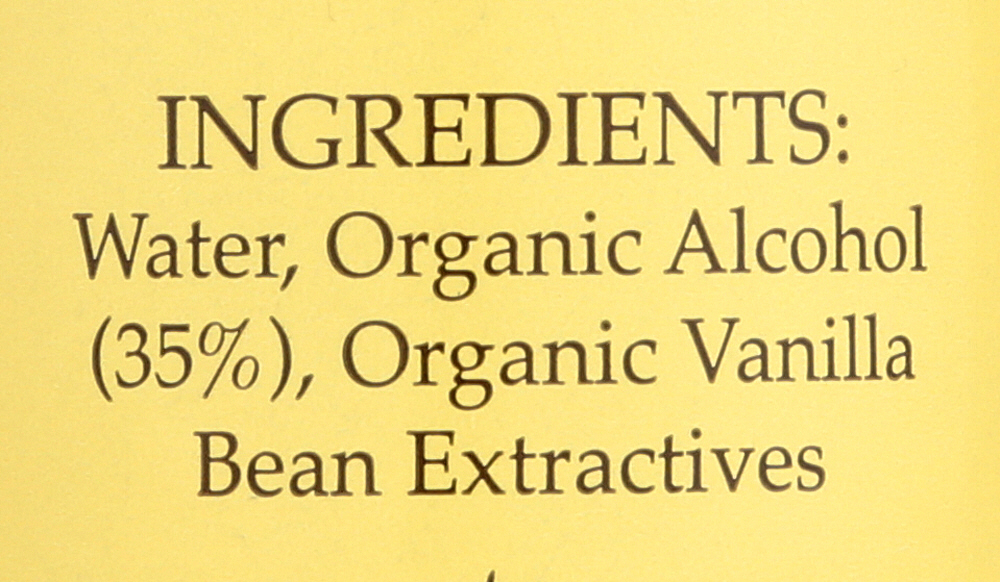 INGREDIENTS:
Water, Organic Alcohol
(35%), Organic Vanilla
Bean Extractives